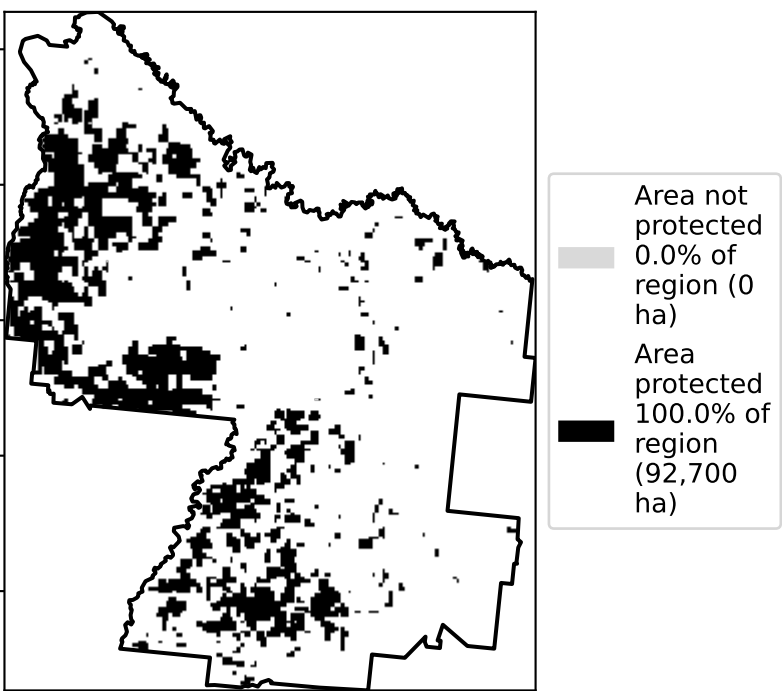 Area not
protected
0.0% of
region (0
ha)
Area
protected
100.0% of
region
(92,700
ha)